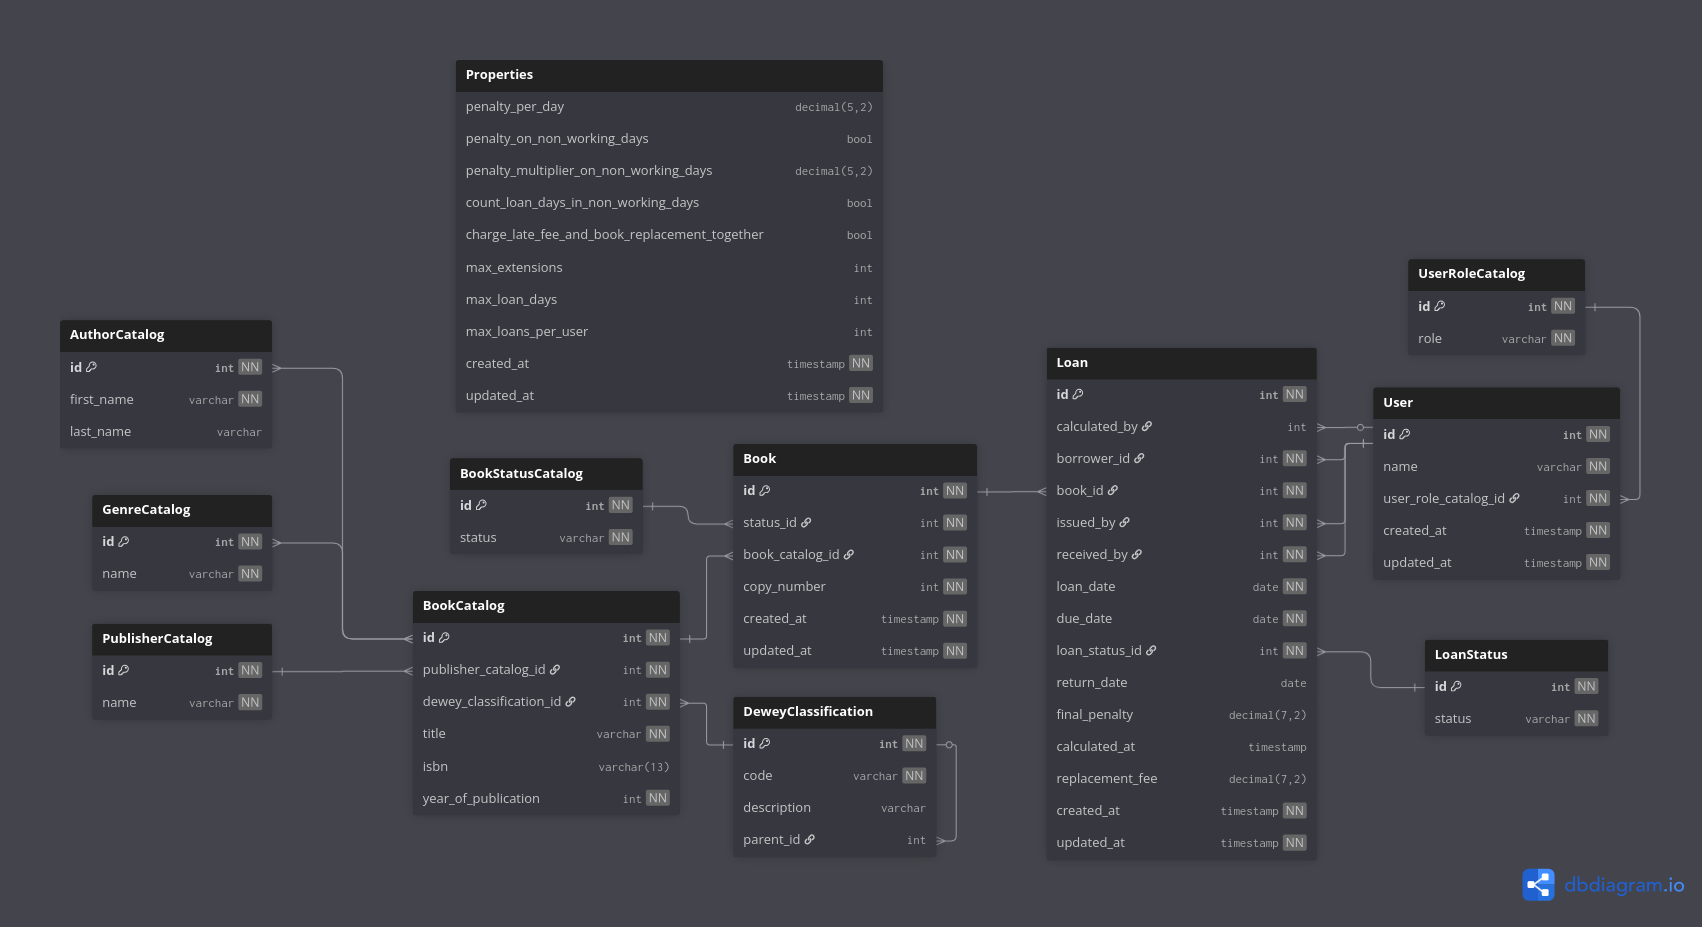 Properties
penalty_per_day decimal(5,2)
penalty_on_non_working_days bool
penalty_multiplier_on_non_working_days decimal(5,2)
count_loan_days_in_non_working_days bool
charge_late_fee_and_book_replacement_together bool
max_extensions int
max_loan_days int
max_loans_per_user int
created_at timestamp NN
updated_at timestamp NN
AuthorCatalog
id int NN
first_name varchar NN
last_name varchar
GenreCatalog
id int NN
name varchar NN
PublisherCatalog
id int NN
name varchar NN
BookStatusCatalog
id int NN
status varchar NN
BookCatalog
id int NN
publisher_catalog_id int NN
dewey_classification_id int NN
title varchar NN
isbn varchar(13)
year_of_publication int NN
Book
id int NN
status_id int NN
book_catalog_id int NN
copy_number int NN
created_at timestamp NN
updated_at timestamp NN
DeweyClassification
id int NN
code varchar NN
description varchar
parent_id int
Loan
id int NN
calculated_by int
borrower_id int NN
book_id int NN
issued_by int NN
received_by int NN
loan_date date NN
due_date date NN
loan_status_id int NN
return_date date
final_penalty decimal(7,2)
calculated_at timestamp
replacement_fee decimal(7,2)
created_at timestamp NN
updated_at timestamp NN
UserRoleCatalog
id int NN
role varchar NN
User
id int NN
name varchar NN
user_role_catalog_id int NN
created_at timestamp NN
updated_at timestamp NN
LoanStatus
id int NN
status varchar NN
dbdiagram.io